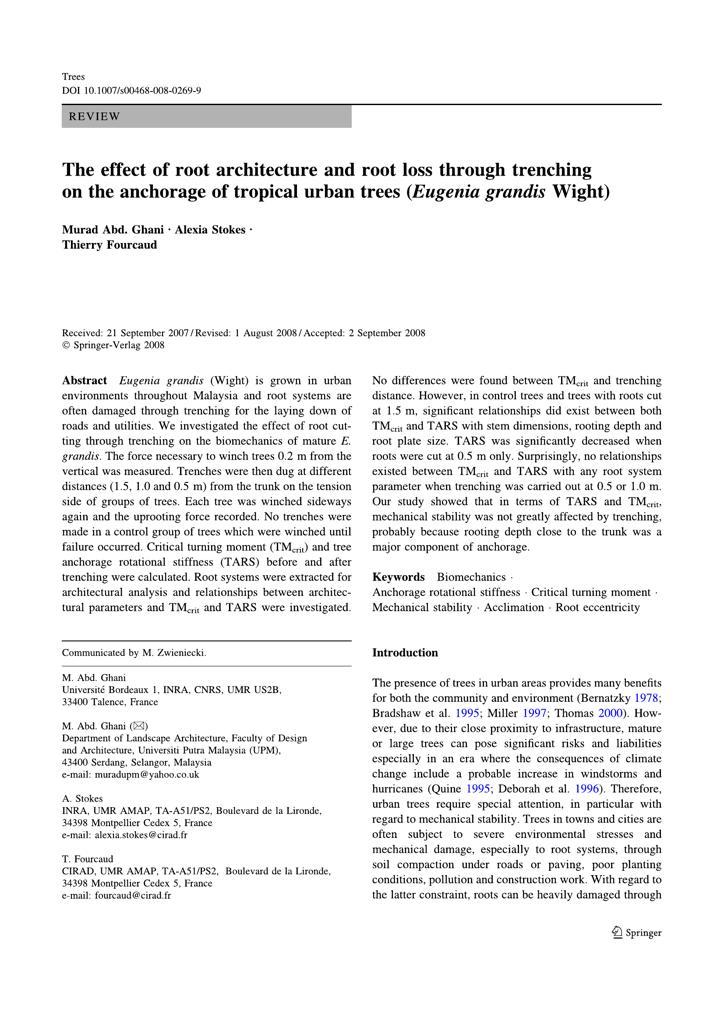 Trees
DOI 10.1007/s00468-008-0269-9
REVIEW
The effect of root architecture and root loss through trenching
on the anchorage of tropical urban trees (Eugenia grandis Wight)
Murad Abd. Ghani · Alexia Stokes ·
Thierry Fourcaud
Received: 21 September 2007 / Revised: 1 August 2008 / Accepted: 2 September 2008
© Springer-Verlag 2008
Abstract Eugenia grandis (Wight) is grown in urban
environments throughout Malaysia and root systems are
often damaged through trenching for the laying down of
roads and utilities. We investigated the effect of root cut-
ting through trenching on the biomechanics of mature E.
grandis. The force necessary to winch trees 0.2 m from the
vertical was measured. Trenches were then dug at different
distances (1.5, 1.0 and 0.5 m) from the trunk on the tension
side of groups of trees. Each tree was winched sideways
again and the uprooting force recorded. No trenches were
made in a control group of trees which were winched until
failure occurred. Critical turning moment (TMcrit) and tree
anchorage rotational stiffness (TARS) before and after
trenching were calculated. Root systems were extracted for
architectural analysis and relationships between architec-
tural parameters and TMcrit and TARS were investigated.
No differences were found between TMcrit and trenching
distance. However, in control trees and trees with roots cut
at 1.5 m, significant relationships did exist between both
TMcrit and TARS with stem dimensions, rooting depth and
root plate size. TARS was significantly decreased when
roots were cut at 0.5 m only. Surprisingly, no relationships
existed between TMcrit and TARS with any root system
parameter when trenching was carried out at 0.5 or 1.0 m.
Our study showed that in terms of TARS and TMcrit,
mechanical stability was not greatly affected by trenching,
probably because rooting depth close to the trunk was a
major component of anchorage.
Keywords Biomechanics ·
Anchorage rotational stiffness · Critical turning moment ·
Mechanical stability · Acclimation · Root eccentricity
Communicated by M. Zwieniecki.
M. Abd. Ghani
Université Bordeaux 1, INRA, CNRS, UMR US2B,
33400 Talence, France
M. Abd. Ghani (✉)
Department of Landscape Architecture, Faculty of Design
and Architecture, Universiti Putra Malaysia (UPM),
43400 Serdang, Selangor, Malaysia
e-mail: muradupm@yahoo.co.uk
A. Stokes
INRA, UMR AMAP, TA-A51/PS2, Boulevard de la Lironde,
34398 Montpellier Cedex 5, France
e-mail: alexia.stokes@cirad.fr
T. Fourcaud
CIRAD, UMR AMAP, TA-A51/PS2, Boulevard de la Lironde,
34398 Montpellier Cedex 5, France
e-mail: fourcaud@cirad.fr
Introduction
The presence of trees in urban areas provides many benefits
for both the community and environment (Bernatzky 1978;
Bradshaw et al. 1995; Miller 1997; Thomas 2000). How-
ever, due to their close proximity to infrastructure, mature
or large trees can pose significant risks and liabilities
especially in an era where the consequences of climate
change include a probable increase in windstorms and
hurricanes (Quine 1995; Deborah et al. 1996). Therefore,
urban trees require special attention, in particular with
regard to mechanical stability. Trees in towns and cities are
often subject to severe environmental stresses and
mechanical damage, especially to root systems, through
soil compaction under roads or paving, poor planting
conditions, pollution and construction work. With regard to
the latter constraint, roots can be heavily damaged through
Springer